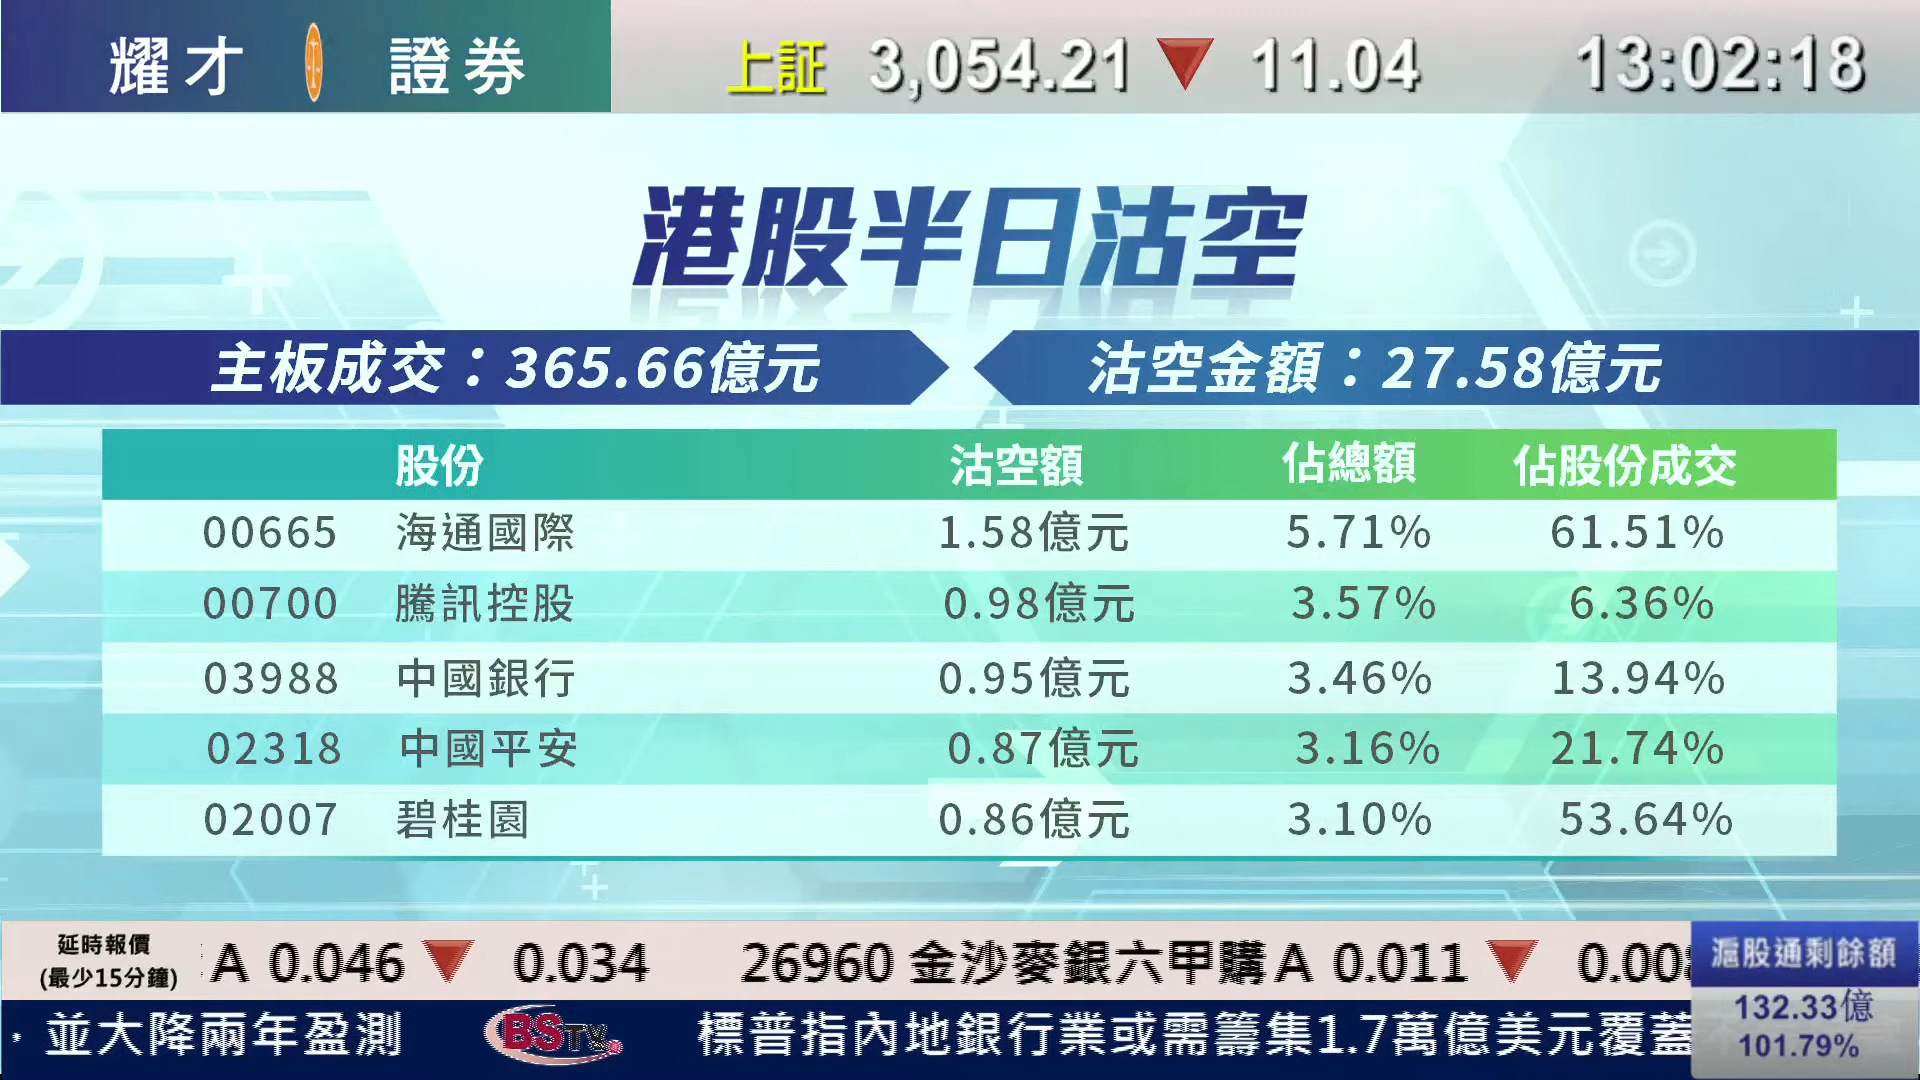 耀才 證券
上証 3,054.21 ▼ 11.04 13:02:18
港股半日沽空
主板成交：365.66億元 沽空金額：27.58億元
股份 沽空額 佔總額 佔股份成交
00665 海通國際 1.58億元 5.71% 61.51%
00700 騰訊控股 0.98億元 3.57% 6.36%
03988 中國銀行 0.95億元 3.46% 13.94%
02318 中國平安 0.87億元 3.16% 21.74%
02007 碧桂園 0.86億元 3.10% 53.64%
延時報價
(最少15分鐘)
A 0.046 ▼ 0.034 26960 金沙麥銀六甲購A 0.011 ▼ 0.00
滬股通剩餘額
132.33億
101.79%
，並大降兩年盈測 BSTV 標普指內地銀行業或需籌集1.7萬億美元覆蓋